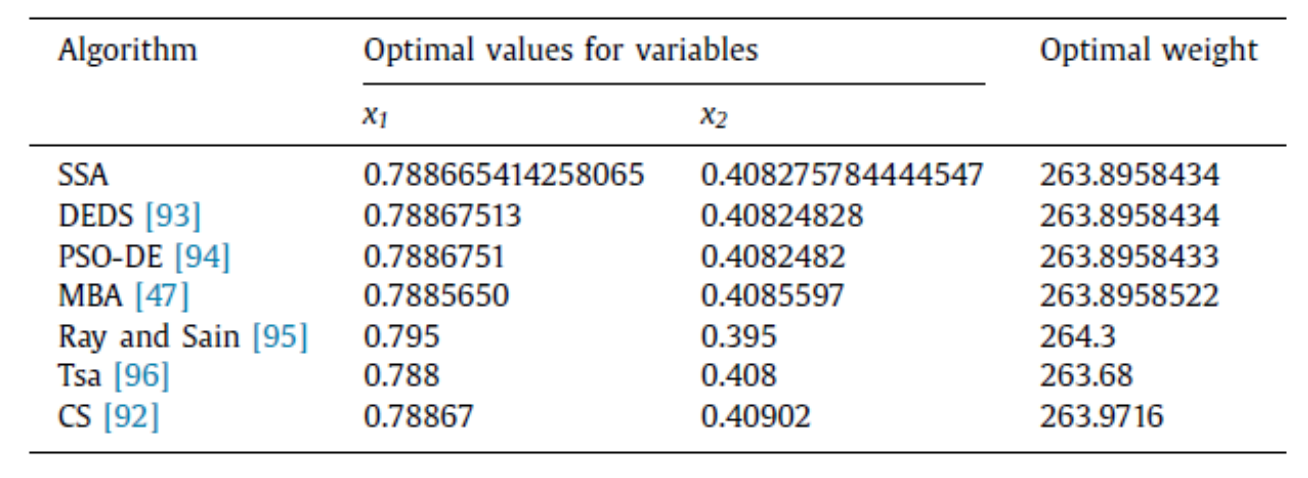 Algorithm Optimal values for variables Optimal weight
x1 x2
SSA 0.788665414258065 0.408275784444547 263.8958434
DEDS [93] 0.78867513 0.40824828 263.8958434
PSO-DE [94] 0.7886751 0.4082482 263.8958433
MBA [47] 0.7885650 0.4085597 263.8958522
Ray and Sain [95] 0.795 0.395 264.3
Tsa [96] 0.788 0.408 263.68
CS [92] 0.78867 0.40902 263.9716